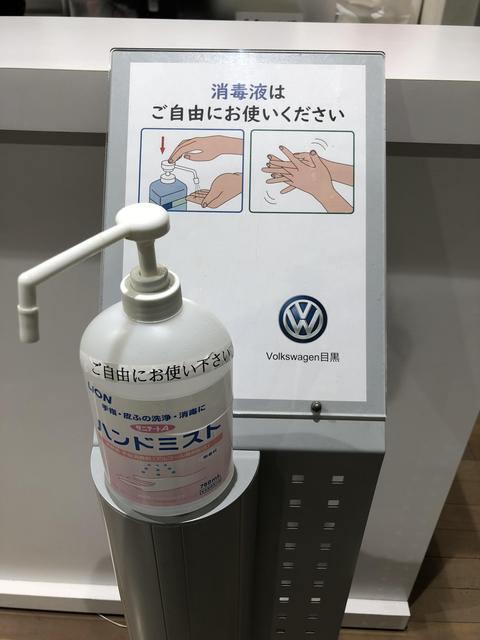 消毒液は
ご自由にお使いください
Volkswagen目黒
ご自由にお使い下さい
LION
手指・皮ふの洗浄・消毒に
サニテートA
ハンドミスト